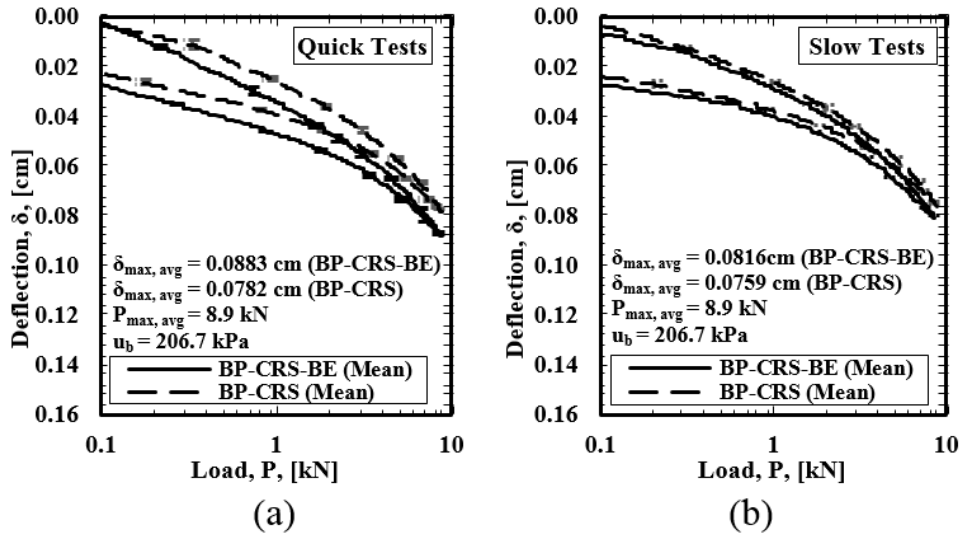 Quick Tests
Deflection, δ, [cm]
0.00
0.02
0.04
0.06
0.08
0.10
0.12
0.14
0.16
δmax, avg = 0.0883 cm (BP-CRS-BE)
δmax, avg = 0.0782 cm (BP-CRS)
Pmax, avg = 8.9 kN
ub = 206.7 kPa
BP-CRS-BE (Mean)
BP-CRS (Mean)
0.1 1 10
Load, P, [kN]
(a)
Slow Tests
Deflection, δ, [cm]
0.00
0.02
0.04
0.06
0.08
0.10
0.12
0.14
0.16
δmax, avg = 0.0816cm (BP-CRS-BE)
δmax, avg = 0.0759 cm (BP-CRS)
Pmax, avg = 8.9 kN
ub = 206.7 kPa
BP-CRS-BE (Mean)
BP-CRS (Mean)
0.1 1 10
Load, P, [kN]
(b)